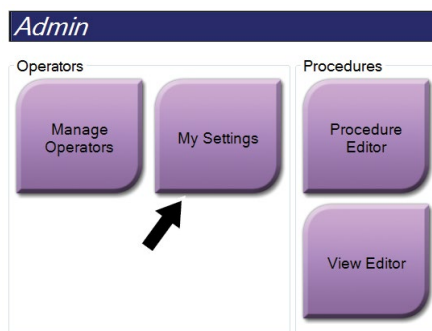 Admin
Operators
Procedures
Manage
Operators
My Settings
Procedure
Editor
View Editor